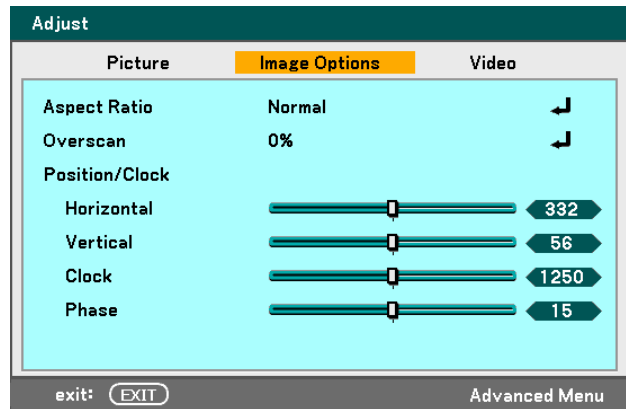 Adjust
Picture Image Options Video
Aspect Ratio Normal
Overscan 0%
Position/Clock
Horizontal 332
Vertical 56
Clock 1250
Phase 15
exit: EXIT Advanced Menu